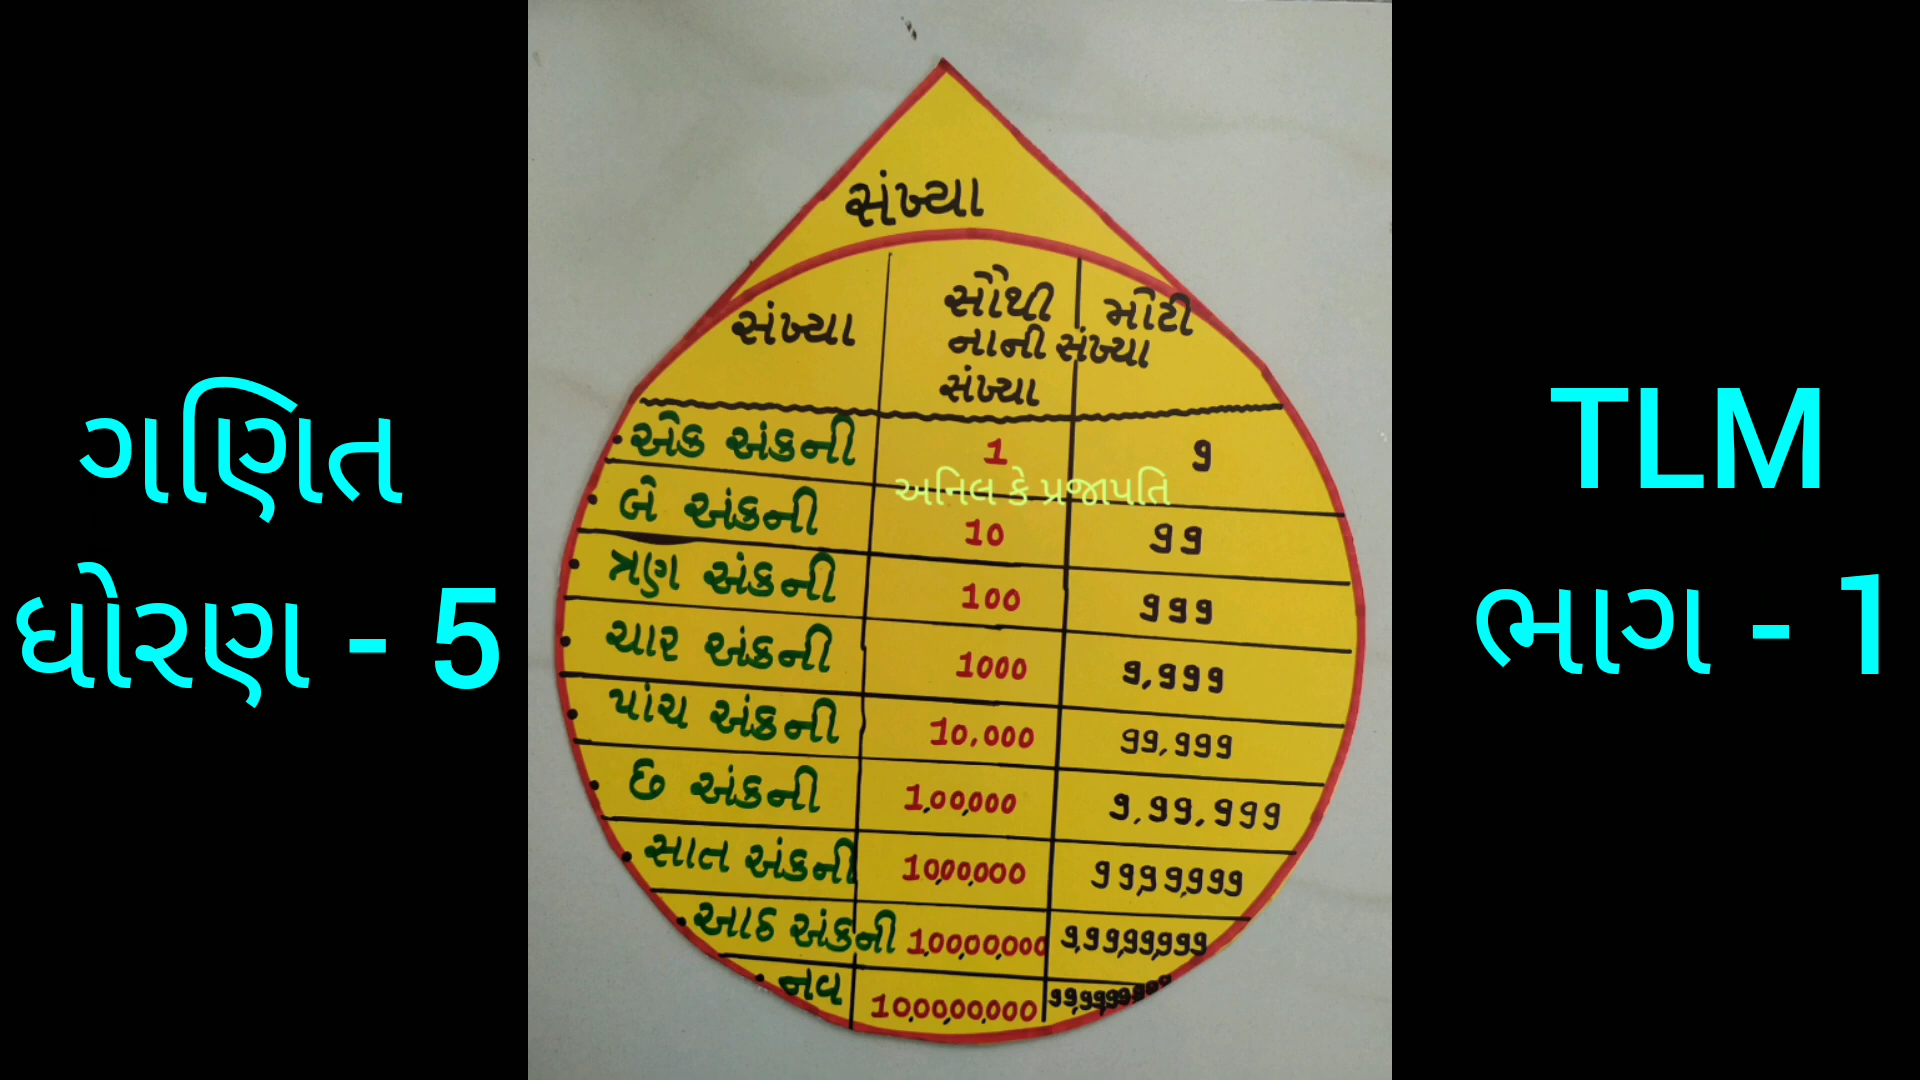 ગણિત
ધોરણ - 5
સંખ્યા
સંખ્યા
સૌથી
નાની
સંખ્યા
મોટી
સંખ્યા
એક અંકની 1 9
અનિલ કે પ્રજાપતિ
બે અંકની 10 99
ત્રણ અંકની 100 999
ચાર અંકની 1000 9,999
પાંચ અંકની 10,000 99,999
છ અંકની 1,00,000 9,99,999
સાત અંકની 10,00,000 99,99,999
આઠ અંકની 1,00,00,000 9,99,99,999
નવ 10,00,00,000
TLM
ભાગ - 1